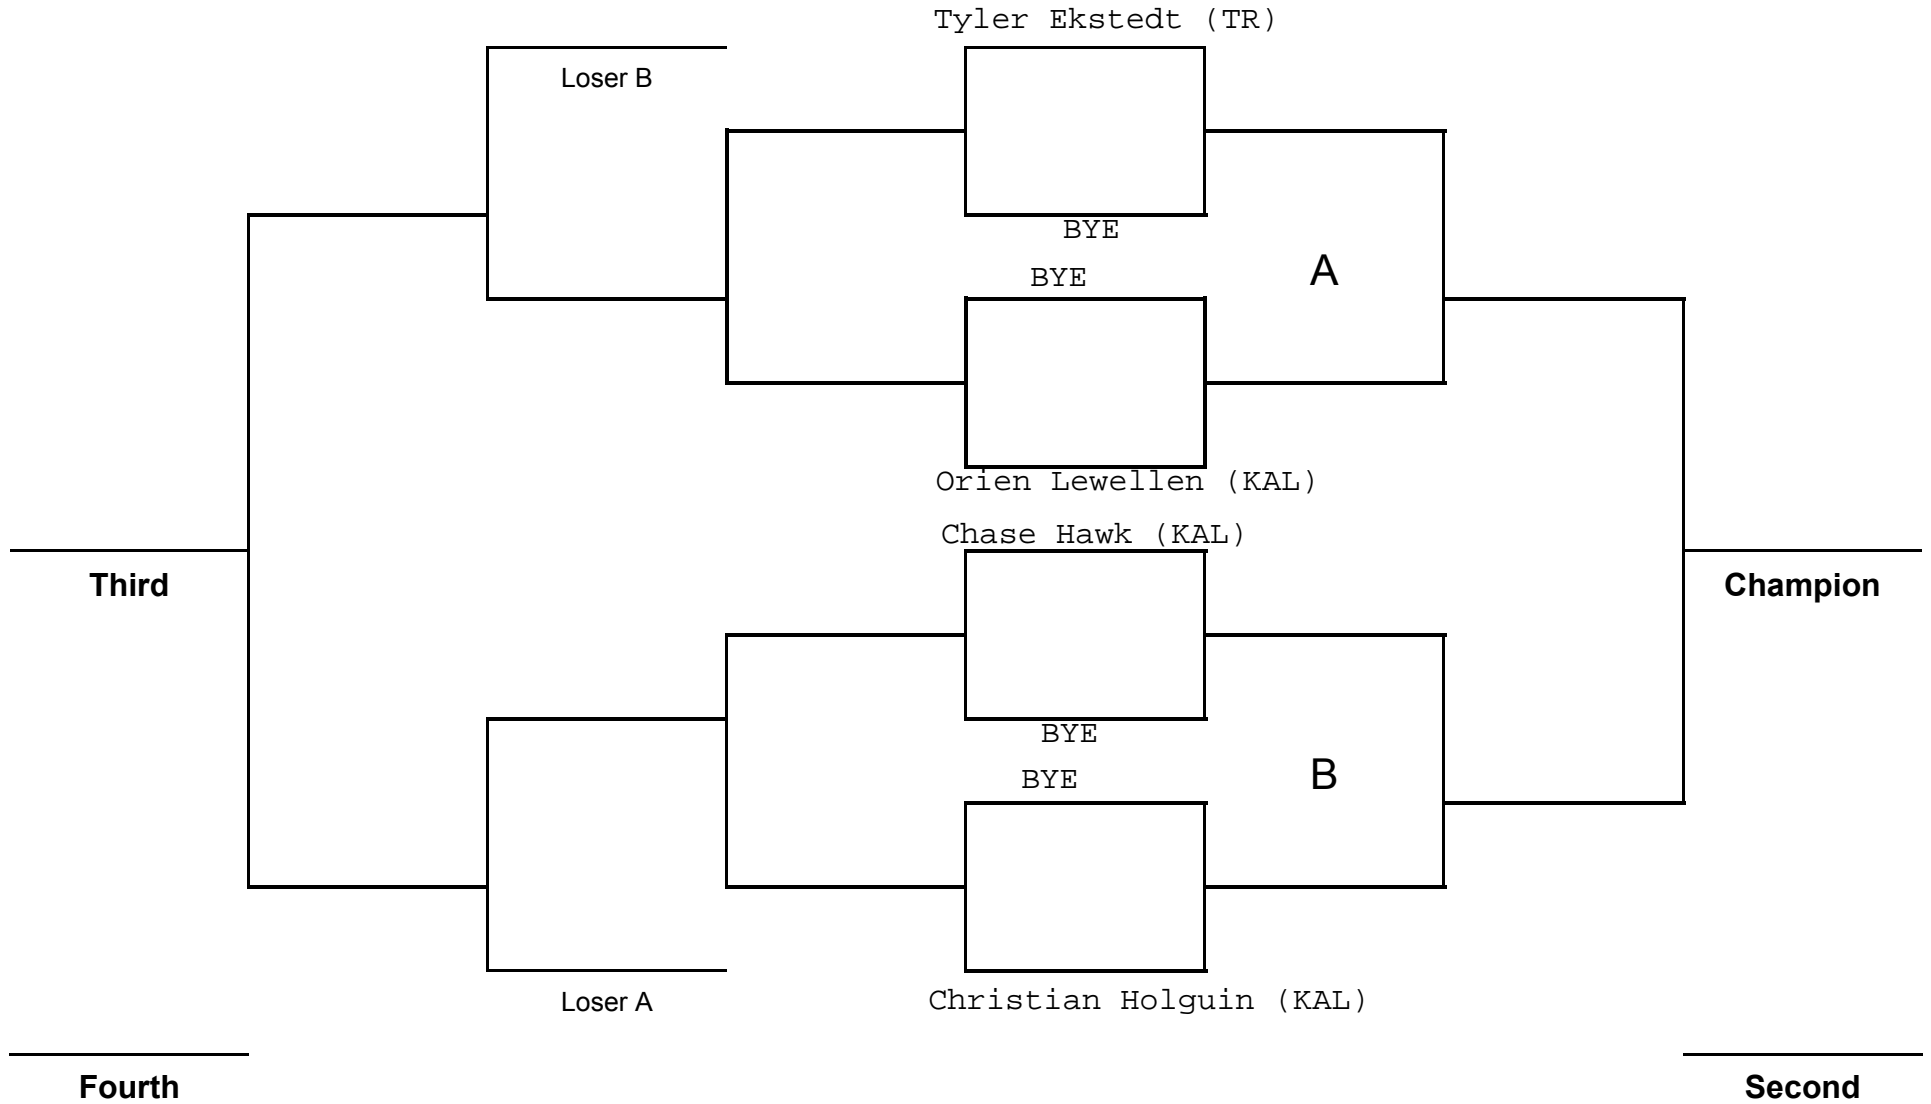 Tyler Ekstedt (TR)
Loser B
BYE
BYE
A
Orien Lewellen (KAL)
Chase Hawk (KAL)
Third
Champion
BYE
BYE
B
Loser A
Christian Holguin (KAL)
Fourth
Second